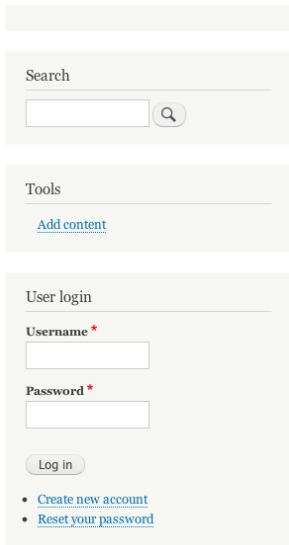 Search
Tools
Add content
User login
Username *
Password *
Log in
Create new account
Reset your password